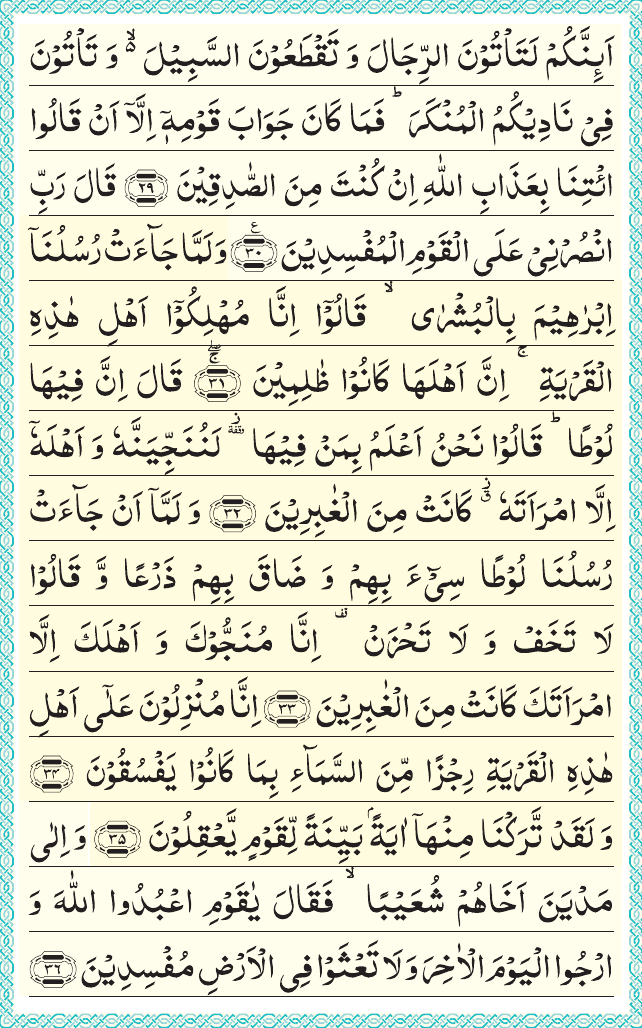 اَىِٕنَّكُمْ لَتَاْتُوْنَ الرِّجَالَ وَ تَقْطَعُوْنَ السَّبِیْلَ ۙ۬ وَ تَاْتُوْنَ
فِیْ نَادِیْكُمُ الْمُنْكَرَ ؕ فَمَا كَانَ جَوَابَ قَوْمِهٖۤ اِلَّاۤ اَنْ قَالُوا
ائْتِنَا بِعَذَابِ اللّٰهِ اِنْ كُنْتَ مِنَ الصّٰدِقِیْنَ ﴿۲۹﴾ قَالَ رَبِّ
انْصُرْنِیْ عَلَی الْقَوْمِ الْمُفْسِدِیْنَ ﴿۳۰﴾ ع وَ لَمَّا جَآءَتْ رُسُلُنَاۤ
اِبْرٰهِیْمَ بِالْبُشْرٰی ۙ قَالُوْۤا اِنَّا مُهْلِكُوْۤا اَهْلِ هٰذِهِ
الْقَرْیَةِ ۚ اِنَّ اَهْلَهَا كَانُوْا ظٰلِمِیْنَ ﴿۳۱﴾ ۚۖ قَالَ اِنَّ فِیْهَا
لُوْطًا ؕ قَالُوْا نَحْنُ اَعْلَمُ بِمَنْ فِیْهَا ٥ٙ لَنُنَجِّیَنَّهٗ وَ اَهْلَهٗۤ
اِلَّا امْرَاَتَهٗ ٗۗ كَانَتْ مِنَ الْغٰبِرِیْنَ ﴿۳۲﴾ وَ لَمَّاۤ اَنْ جَآءَتْ
رُسُلُنَا لُوْطًا سِیْٓءَ بِهِمْ وَ ضَاقَ بِهِمْ ذَرْعًا وَّ قَالُوْا
لَا تَخَفْ وَ لَا تَحْزَنْ ۫ اِنَّا مُنَجُّوْكَ وَ اَهْلَكَ اِلَّا
امْرَاَتَكَ كَانَتْ مِنَ الْغٰبِرِیْنَ ﴿۳۳﴾ اِنَّا مُنْزِلُوْنَ عَلٰۤی اَهْلِ
هٰذِهِ الْقَرْیَةِ رِجْزًا مِّنَ السَّمَآءِ بِمَا كَانُوْا یَفْسُقُوْنَ ﴿۳۴﴾
وَ لَقَدْ تَّرَكْنَا مِنْهَاۤ اٰیَةًۢ بَیِّنَةً لِّقَوْمٍ یَّعْقِلُوْنَ ﴿۳۵﴾ وَ اِلٰی
مَدْیَنَ اَخَاهُمْ شُعَیْبًا ۙ فَقَالَ یٰقَوْمِ اعْبُدُوا اللّٰهَ وَ
ارْجُوا الْیَوْمَ الْاٰخِرَ وَ لَا تَعْثَوْا فِی الْاَرْضِ مُفْسِدِیْنَ ﴿۳۶﴾